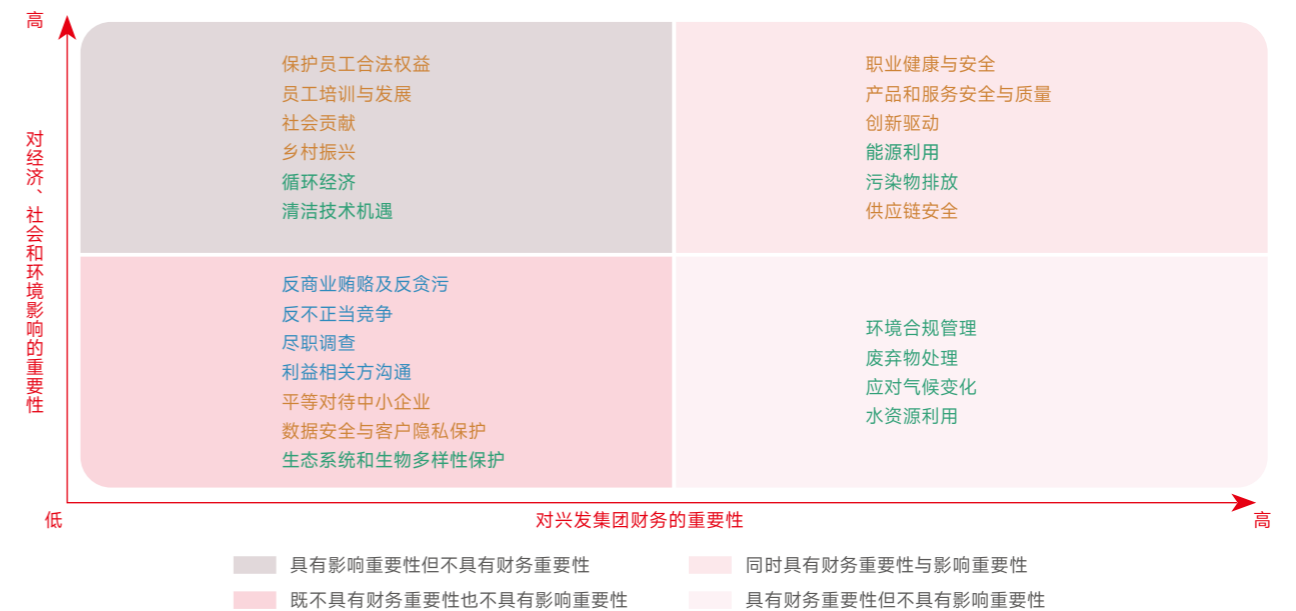 高
对经济、社会和环境影响的重要性
保护员工合法权益
员工培训与发展
社会贡献
乡村振兴
循环经济
清洁技术机遇
职业健康与安全
产品和服务安全与质量
创新驱动
能源利用
污染物排放
供应链安全
反商业贿赂及反贪污
反不正当竞争
尽职调查
利益相关方沟通
平等对待中小企业
数据安全与客户隐私保护
生态系统和生物多样性保护
环境合规管理
废弃物处理
应对气候变化
水资源利用
低
对兴发集团财务的重要性
高
具有影响重要性但不具有财务重要性
同时具有财务重要性与影响重要性
既不具有财务重要性也不具有影响重要性
具有财务重要性但不具有影响重要性